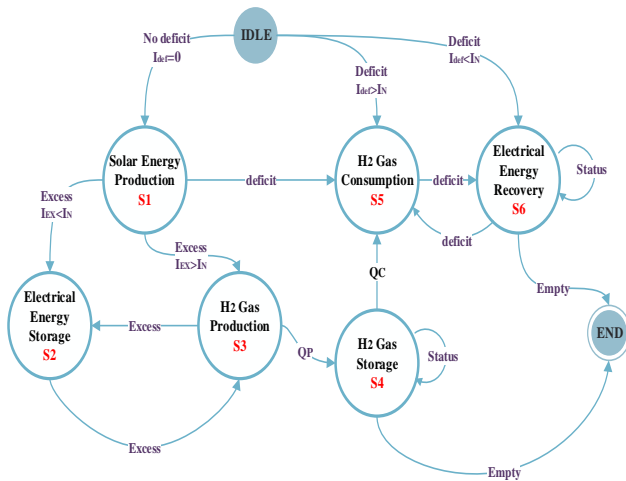 IDLE
No deficit
Idef=0
Deficit
Idef>IN
Deficit
Idef<IN
Solar Energy
Production
S1
deficit
H2 Gas
Consumption
S5
deficit
Electrical
Energy
Recovery
S6
Status
deficit
Excess
IEX<IN
Excess
IEX>IN
QC
Empty
Electrical
Energy
Storage
S2
Excess
H2 Gas
Production
S3
QP
H2 Gas
Storage
S4
Status
END
Excess
Empty